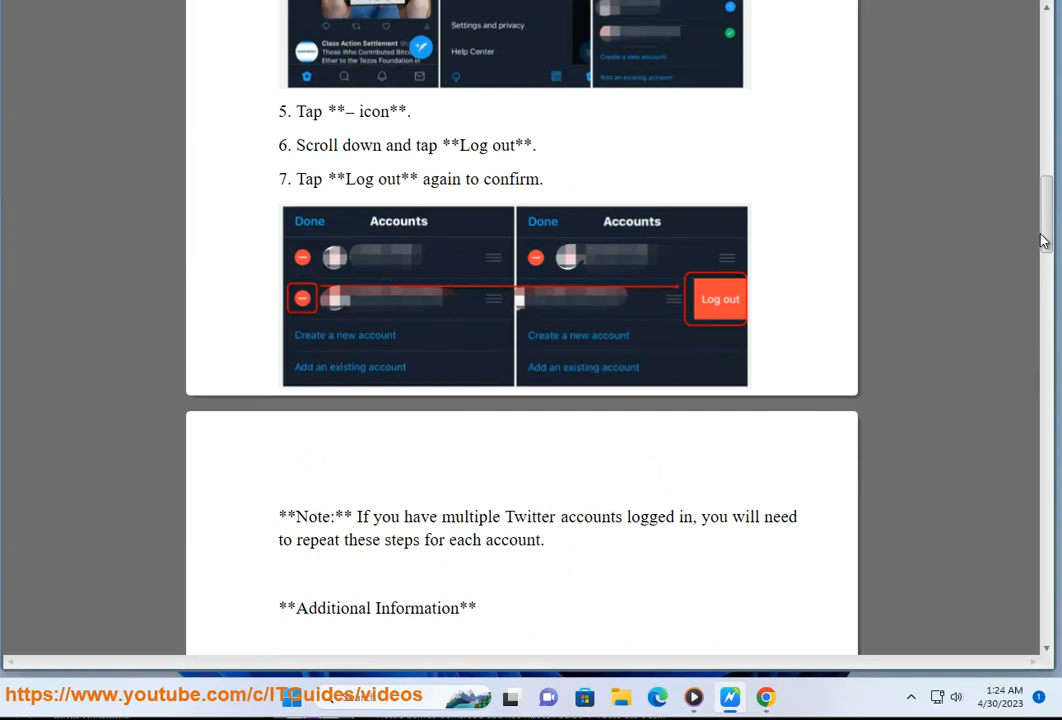 Class Action Settlement
Those Who Contributed Bitco
Ether to the Tezos Foundation in
Settings and privacy
Help Center
Create a new account
Add an existing account
5. Tap **– icon**.
6. Scroll down and tap **Log out**.
7. Tap **Log out** again to confirm.
Done Accounts
Create a new account
Add an existing account
Done Accounts
Log out
Create a new account
Add an existing account
**Note:** If you have multiple Twitter accounts logged in, you will need
to repeat these steps for each account.
**Additional Information**
https://www.youtube.com/c/ITGuides/videos
1:24 AM
4/30/2023